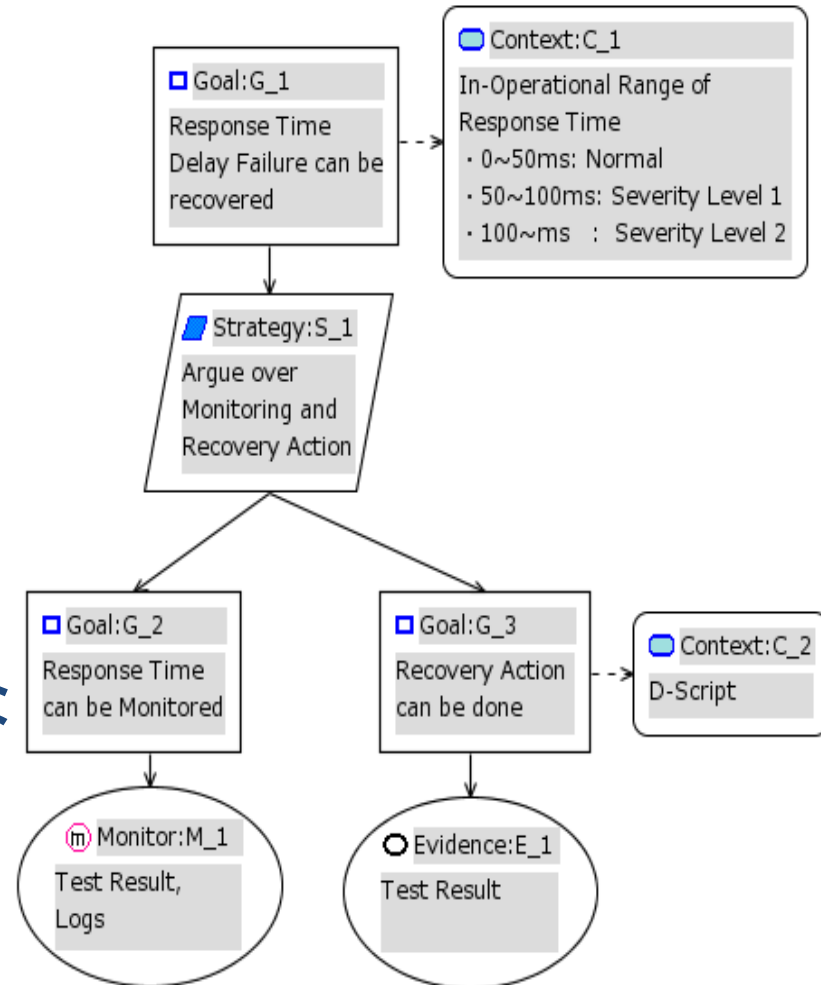 Goal:G_1
Response Time
Delay Failure can be
recovered
Context:C_1
In-Operational Range of
Response Time
・0~50ms: Normal
・50~100ms: Severity Level 1
・100~ms : Severity Level 2
Strategy:S_1
Argue over
Monitoring and
Recovery Action
Goal:G_2
Response Time
can be Monitored
Goal:G_3
Recovery Action
can be done
Context:C_2
D-Script
m Monitor:M_1
Test Result,
Logs
Evidence:E_1
Test Result